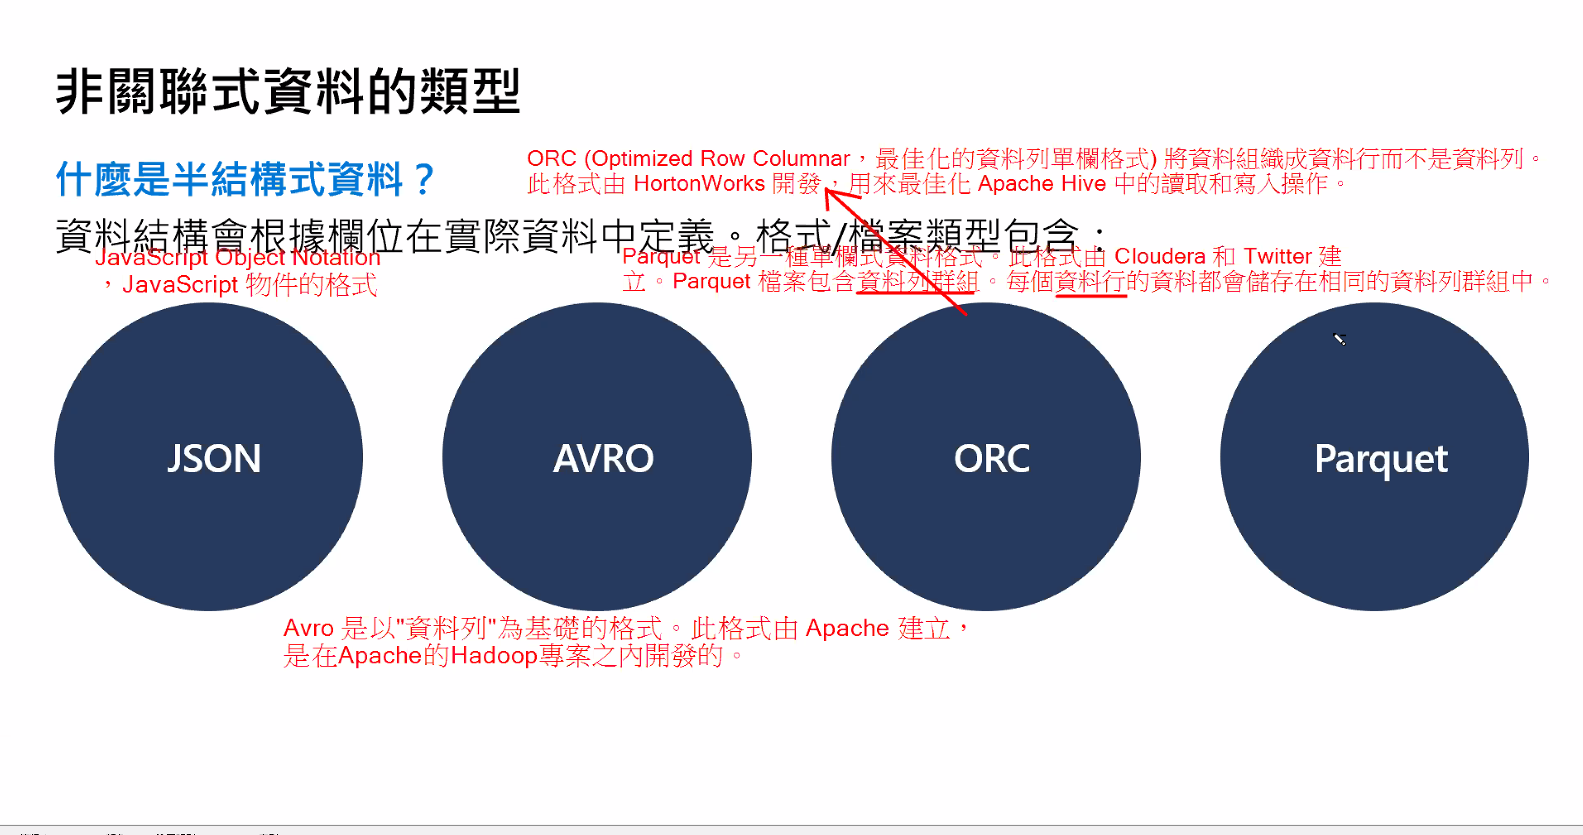 非關聯式資料的類型
什麼是半結構式資料？
ORC (Optimized Row Columnar，最佳化的資料列單欄格式) 將資料組織成資料行而不是資料列。
此格式由 HortonWorks 開發，用來最佳化 Apache Hive 中的讀取和寫入操作。
資料結構會根據欄位在實際資料中定義。格式/檔案類型包含：
JavaScript Object Notation
，JavaScript 物件的格式
Parquet 是另一種單欄式資料格式。此格式由 Cloudera 和 Twitter 建
立。Parquet 檔案包含資料列群組。每個資料行的資料都會儲存在相同的資料列群組中。
JSON
AVRO
ORC
Parquet
Avro 是以"資料列"為基礎的格式。此格式由 Apache 建立，
是在Apache的Hadoop專案之內開發的。